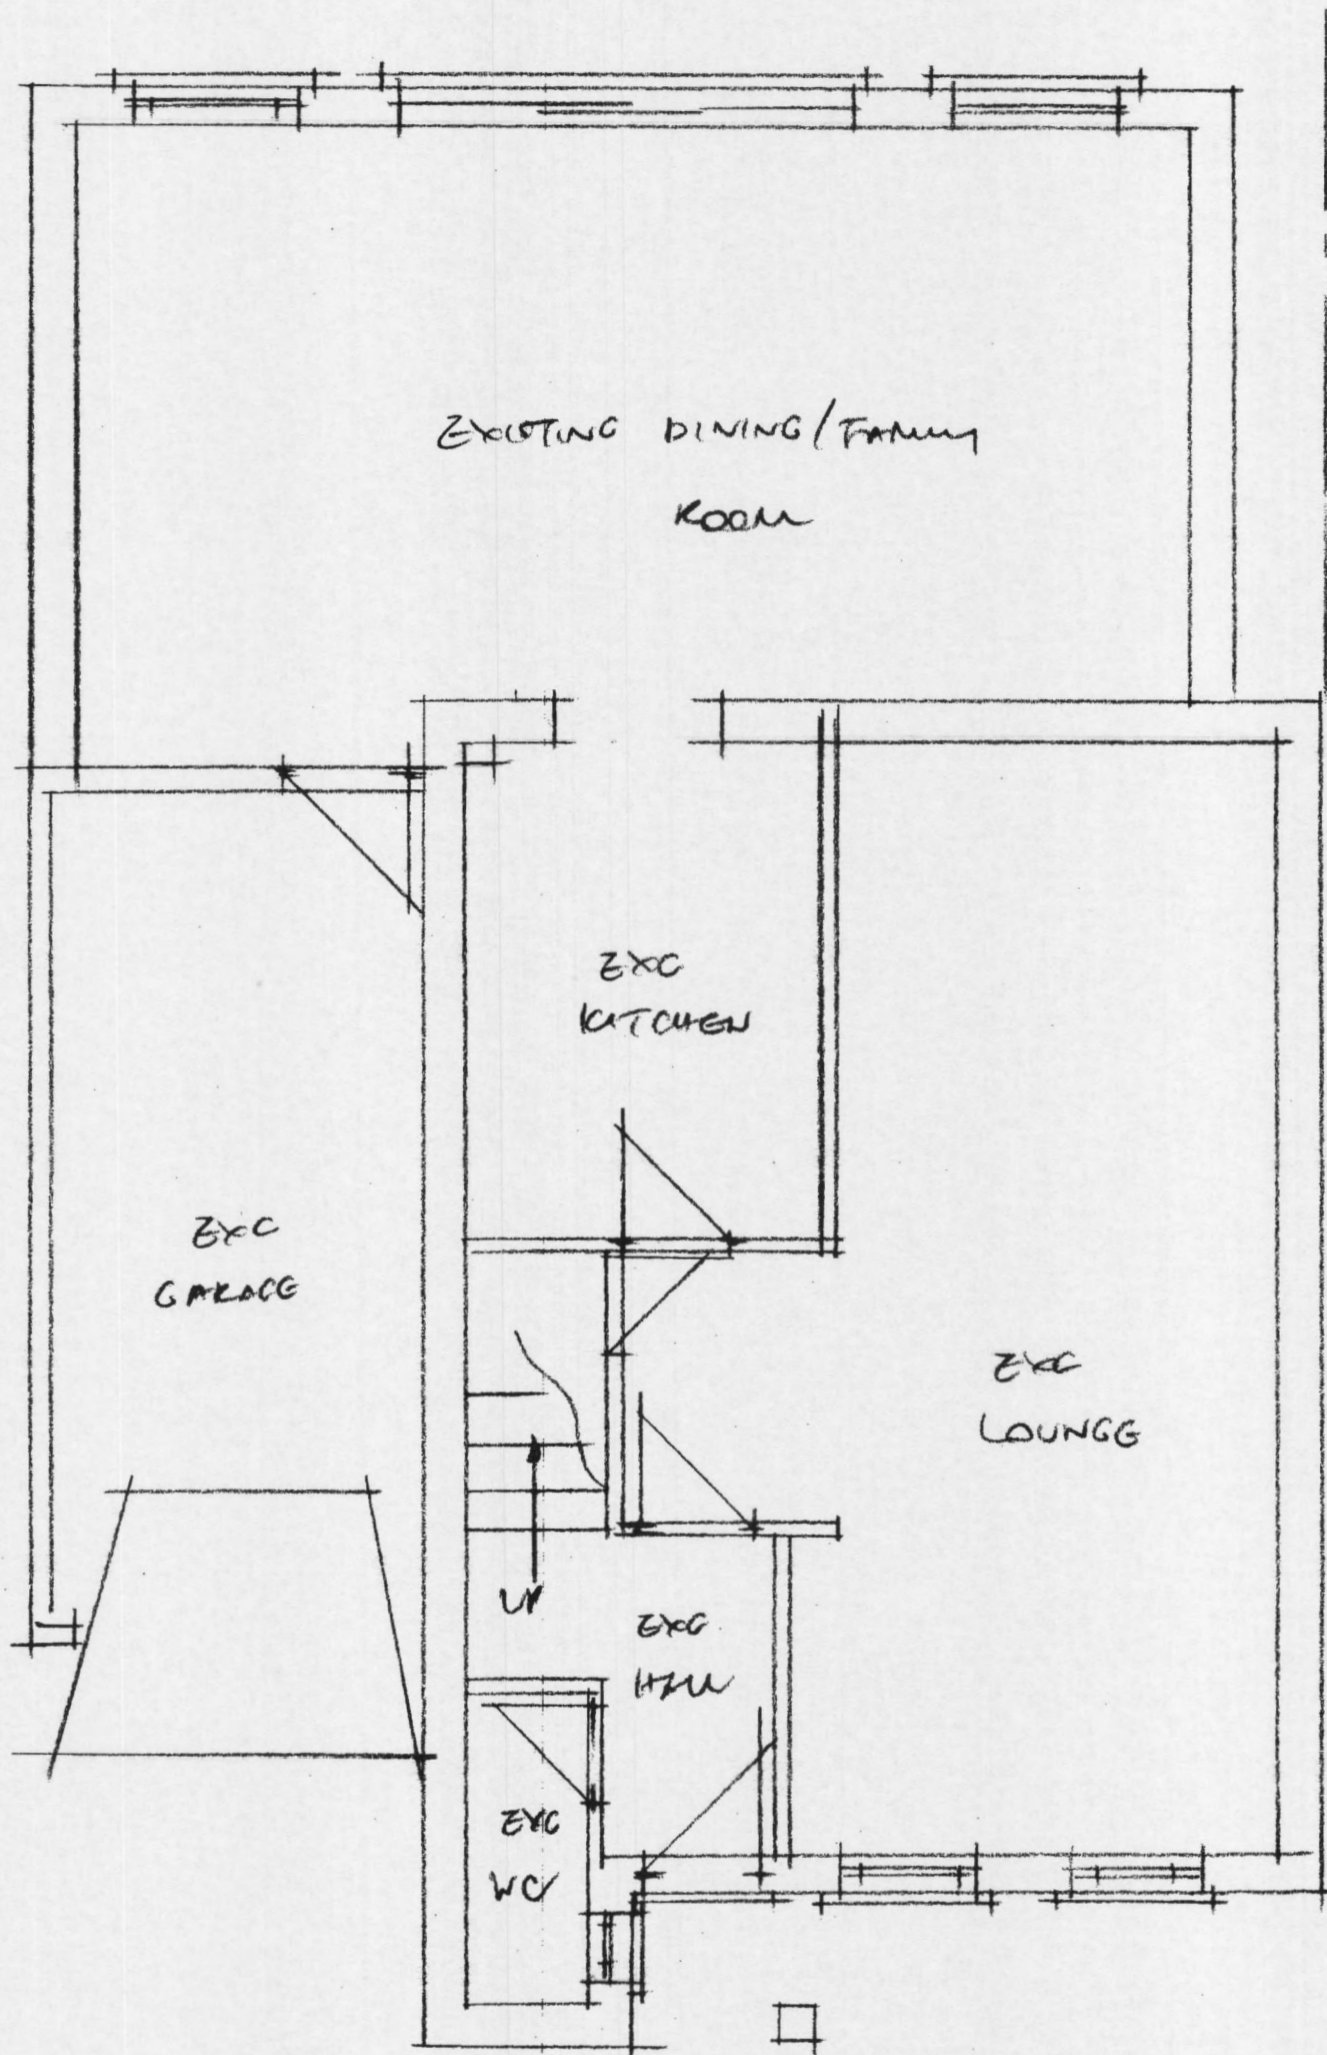 EXISTING DINING/FAMILY
ROOM
EXG
KITCHEN
EXG
GARAGE
EXG
LOUNGE
UP
EXG
HALL
EXG
WC